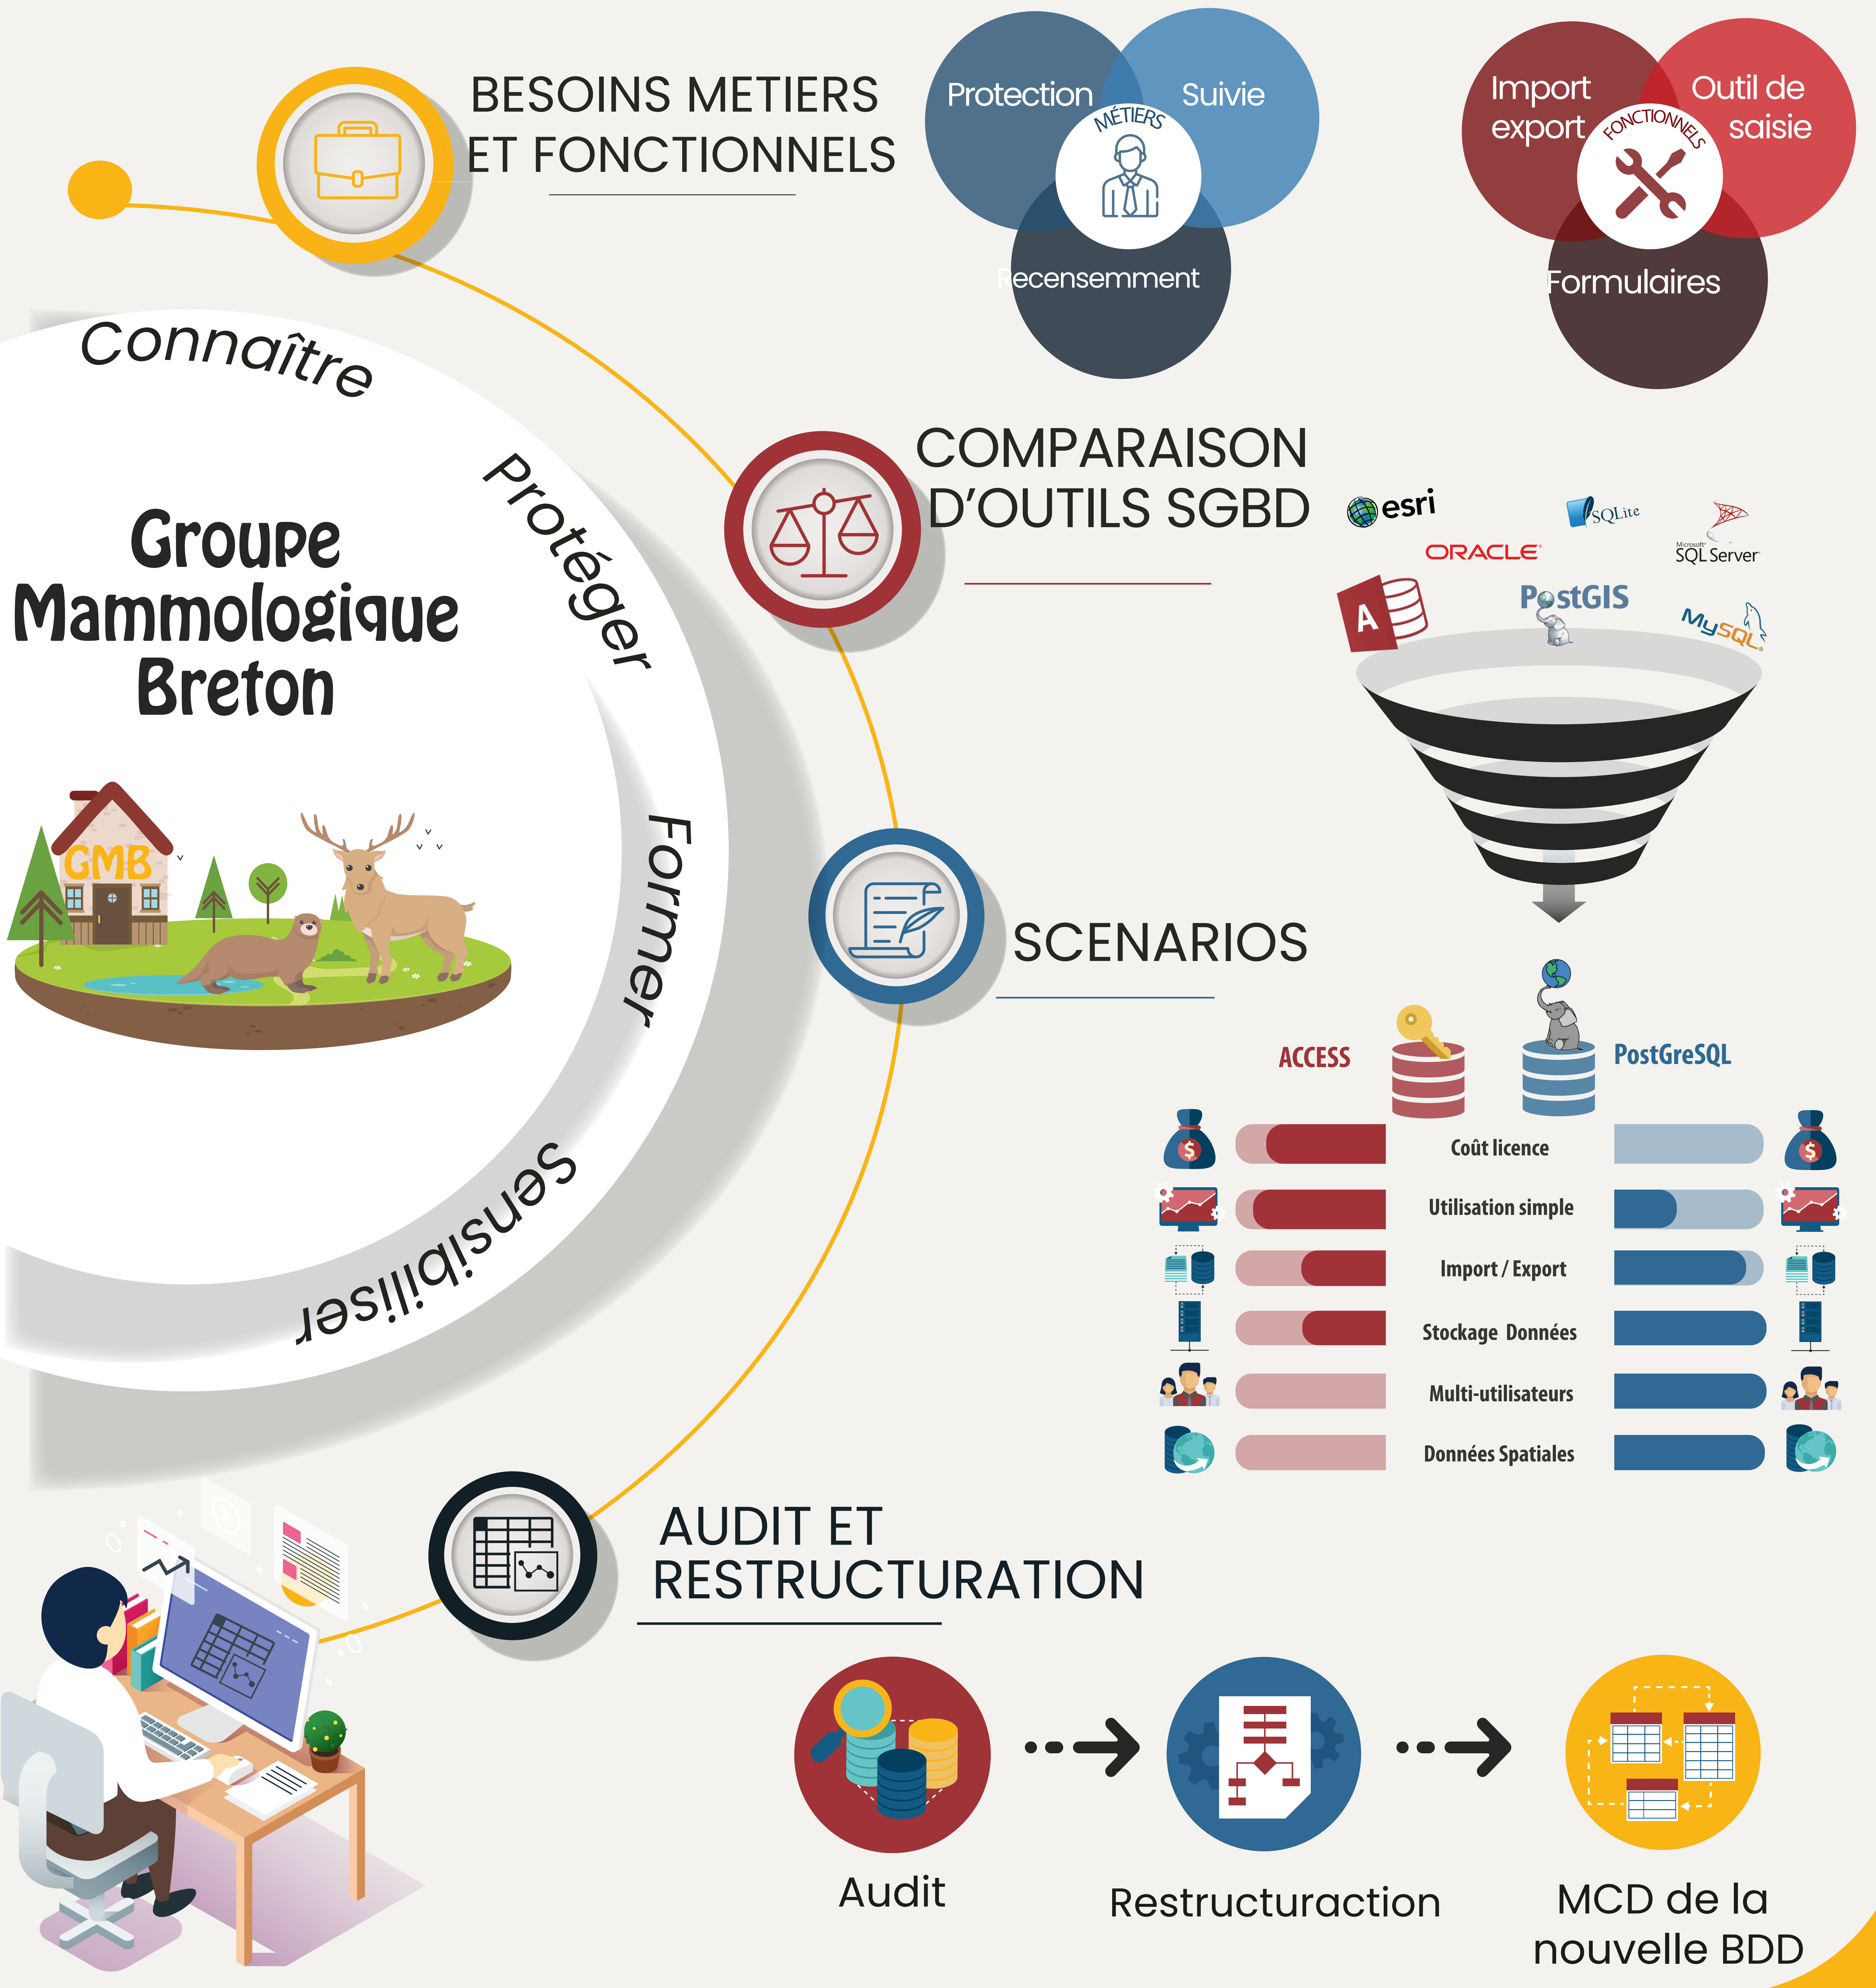 BESOINS METIERS
ET FONCTIONNELS
Protection
Suivie
MÉTIERS
Recensemment
Import
export
Outil de
saisie
FONCTIONNELS
Formulaires
Connaître
Protéger
Former
Sensibiliser
Groupe
Mammologique
Breton
GMB
COMPARAISON
D'OUTILS SGBD
esri
SQLite
ORACLE
Microsoft
SQL Server
A
PostGIS
MySQL
SCENARIOS
ACCESS
PostGreSQL
$
Coût licence
$
Utilisation simple
Import / Export
Stockage Données
Multi-utilisateurs
Données Spatiales
AUDIT ET
RESTRUCTURATION
Audit
Restructuraction
MCD de la
nouvelle BDD